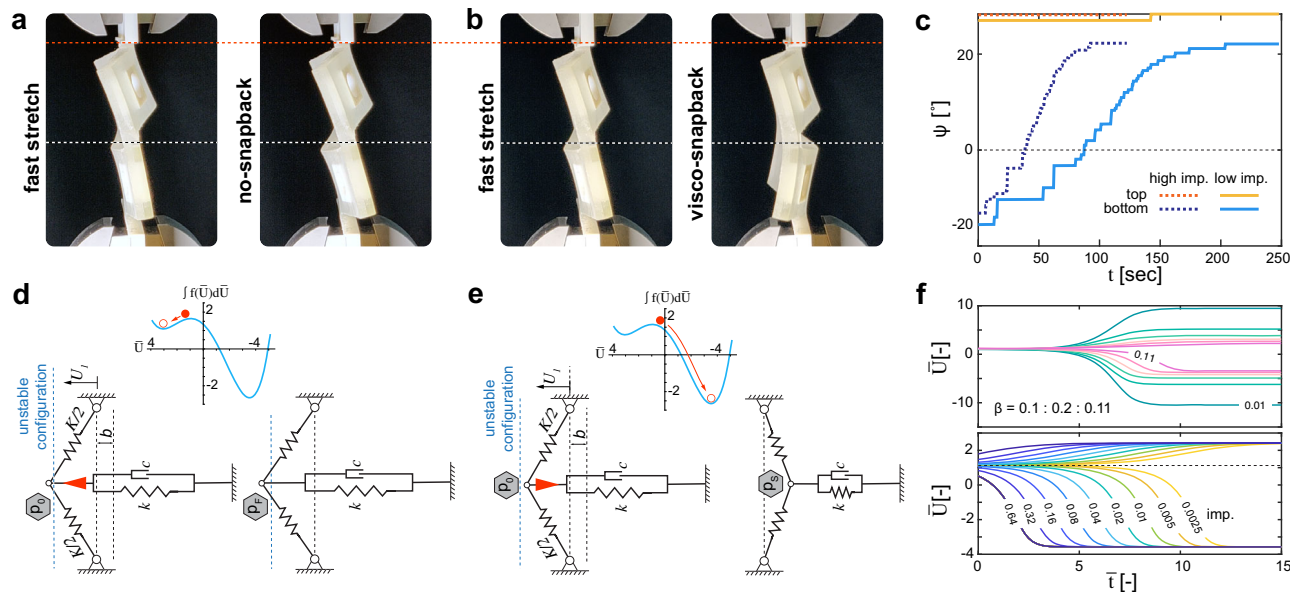 a
fast stretch
no-snapback
b
fast stretch
visco-snapback
c
ψ [°]
20
0
-20
high imp. low imp.
top
bottom
0 50 100 150 200 250
t [sec]
d
∫ f(Ū)dŪ
2
Ū 4 -4
-2
unstable
configuration
U₁
K/2
b
c
k
p₀
K/2
p_F
c
k
e
∫ f(Ū)dŪ
2
Ū 4 -4
-2
unstable
configuration
U₁
K/2
b
c
k
p₀
K/2
p_S
c
k
f
10
0
-10
Ū [-]
0.11
β = 0.1 : 0.2 : 0.11
0.01
2
0
-2
-4
Ū [-]
0.64 0.32 0.16 0.08 0.04 0.02 0.01 0.005 0.0025 imp.
0 5 10 15
t̄ [-]